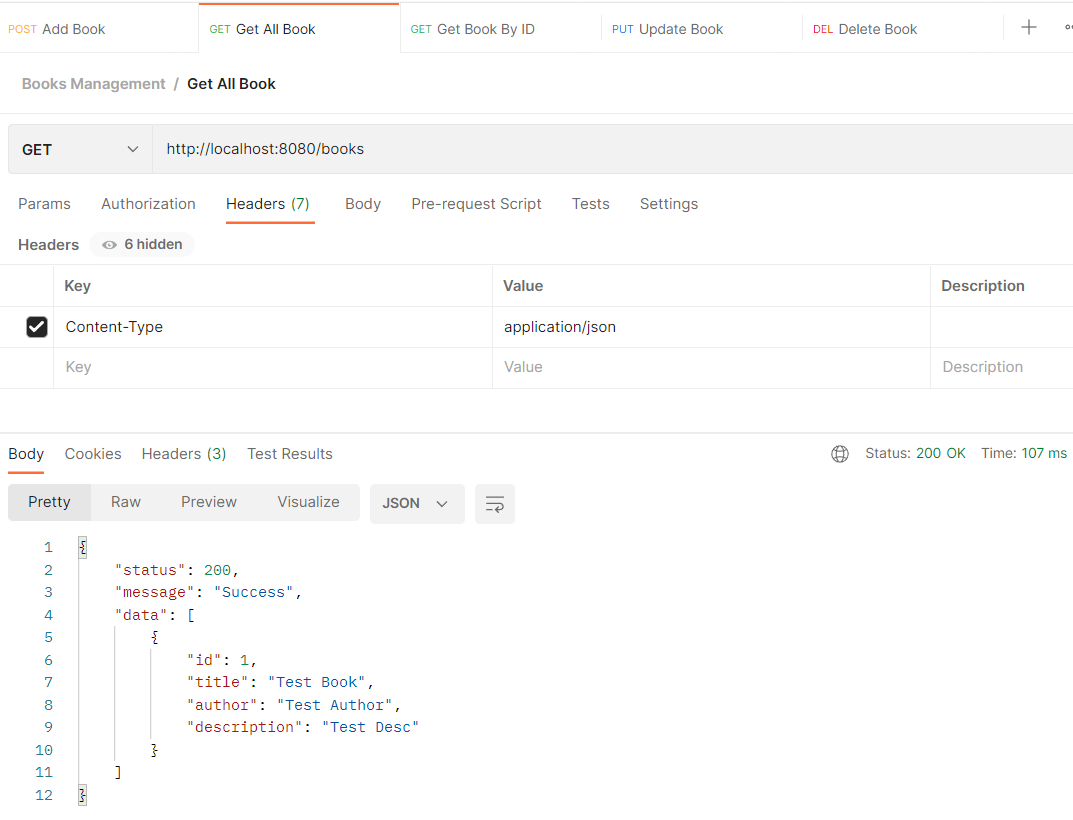 POST Add Book GET Get All Book GET Get Book By ID PUT Update Book DEL Delete Book
Books Management / Get All Book
GET http://localhost:8080/books
Params Authorization Headers (7) Body Pre-request Script Tests Settings
Headers 6 hidden
Key Value Description
Content-Type application/json
Key Value Description
Body Cookies Headers (3) Test Results Status: 200 OK Time: 107 ms
Pretty Raw Preview Visualize JSON
1 {
2 "status": 200,
3 "message": "Success",
4 "data": [
5 {
6 "id": 1,
7 "title": "Test Book",
8 "author": "Test Author",
9 "description": "Test Desc"
10 }
11 ]
12 }